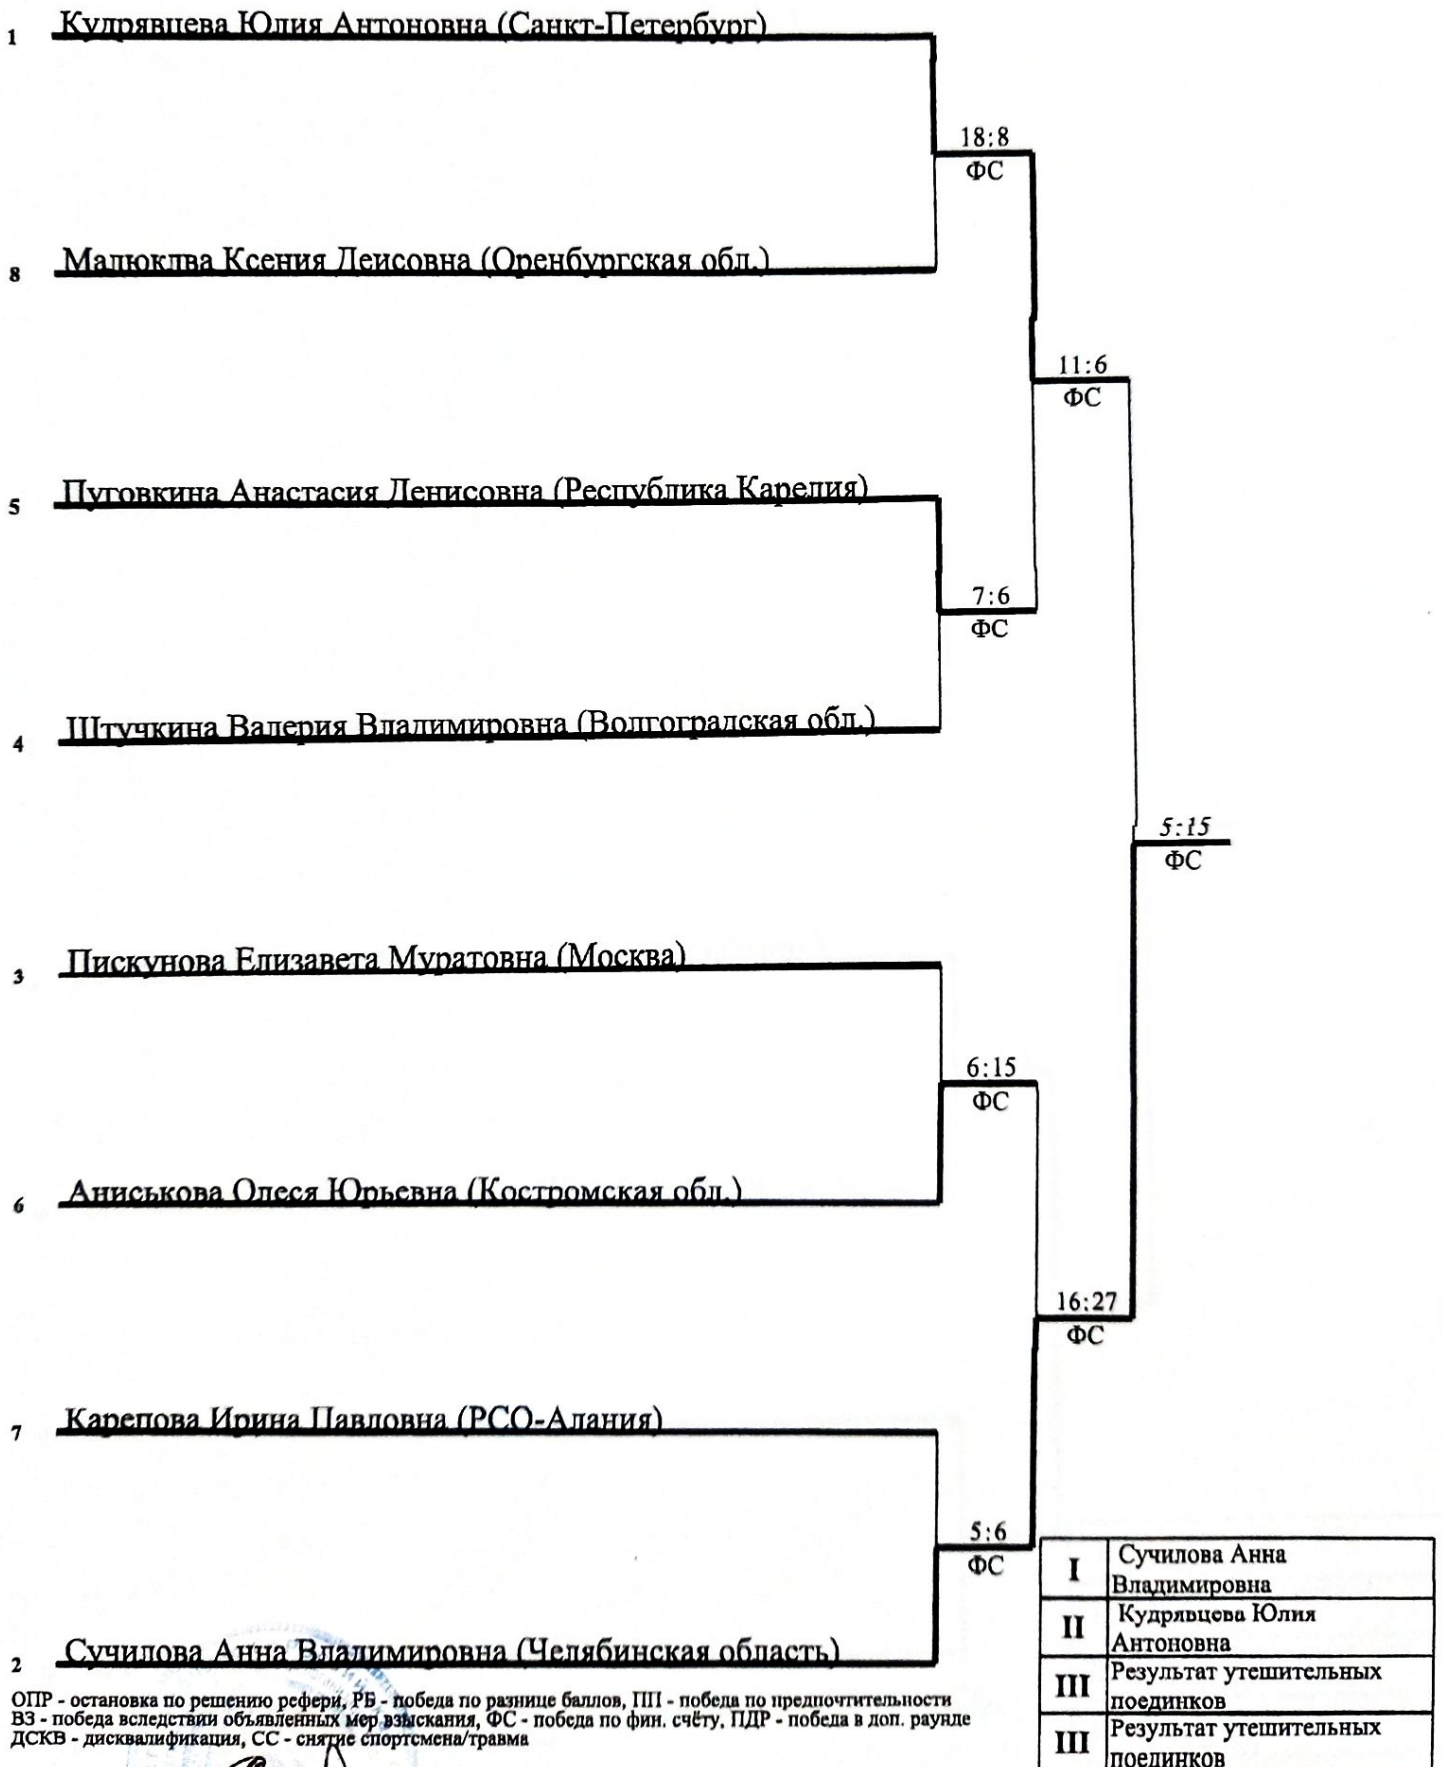 1 Кудрявцева Юлия Антоновна (Санкт-Петербург)
18:8
ФС
8 Малюклва Ксения Деисовна (Оренбургская обл.)
11:6
ФС
5 Пуговкина Анастасия Денисовна (Республика Карелия)
7:6
ФС
4 Штучкина Валерия Владимировна (Волгоградская обл.)
5:15
ФС
3 Пискунова Елизавета Муратовна (Москва)
6:15
ФС
6 Аниськова Олеся Юрьевна (Костромская обл.)
16:27
ФС
7 Карепова Ирина Павловна (РСО-Алания)
5:6
ФС
2 Сучилова Анна Владимировна (Челябинская область)
I Сучилова Анна
Владимировна
II Кудрявцева Юлия
Антоновна
III Результат утешительных
поединков
III Результат утешительных
поединков
ОПР - остановка по решению рефери, РБ - победа по разнице баллов, ПП - победа по предпочтительности
ВЗ - победа вследствии объявленных мер взыскания, ФС - победа по фин. счёту, ПДР - победа в доп. раунде
ДСКВ - дисквалификация, СС - снятие спортсмена/травма